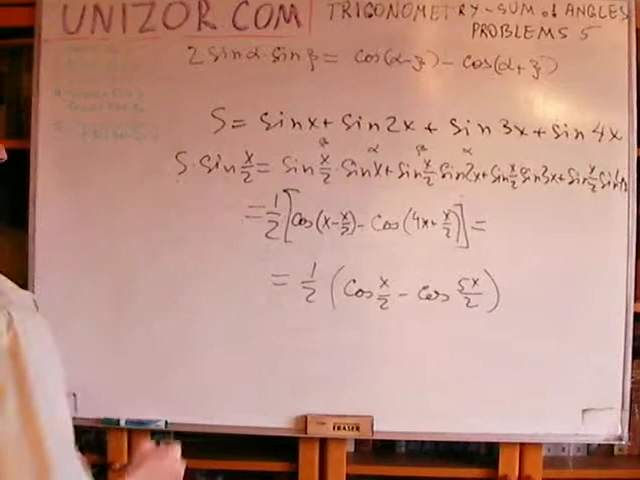 UNIZOR.COM
TRIGONOMETRY - SUM of ANGLES
PROBLEMS 5
2 sin α · sin β = cos(α-β) - cos(α+β)
S = sin x + sin 2x + sin 3x + sin 4x
S · sin x/2 = sin x/2 · sin x + sin x/2 sin 2x + sin x/2 sin 3x + sin x/2 sin 4x
= 1/2 [cos(x - x/2) - cos(4x + x/2)] =
= 1/2 (cos x/2 - cos 5x/2)
ERASER